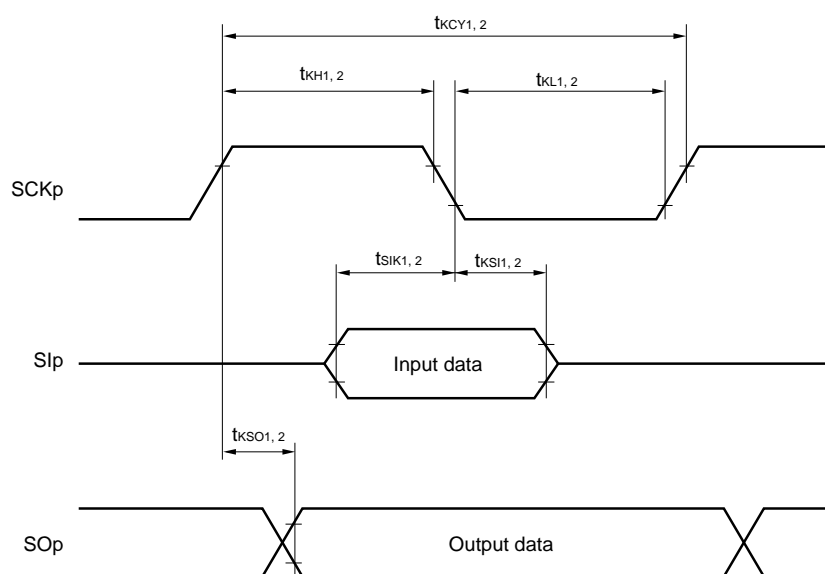 tKCY1, 2
tKH1, 2
tKL1, 2
SCKp
tSIK1, 2
tKSI1, 2
SIp
Input data
tKSO1, 2
SOp
Output data